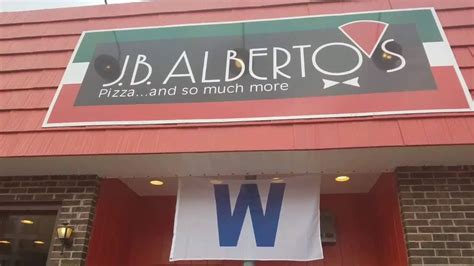 J.B. ALBERTO'S
Pizza...and so much more
W